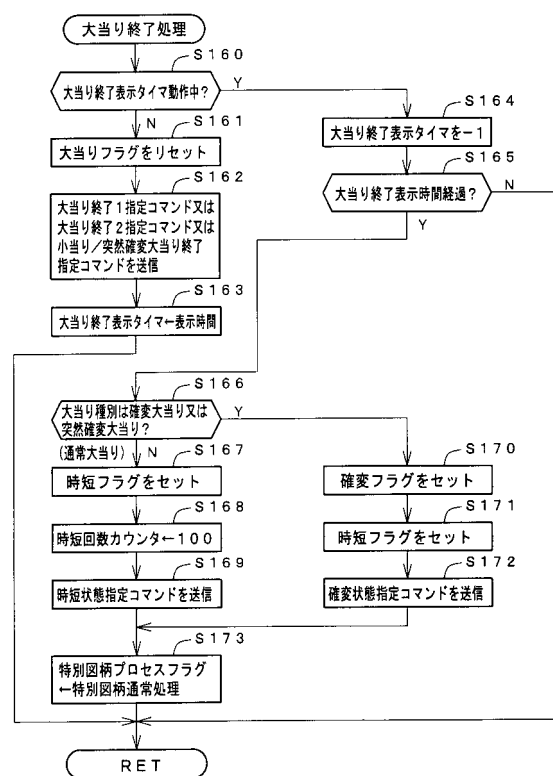 大当り終了処理
S160
大当り終了表示タイマ動作中?
Y
N
S161
大当りフラグをリセット
S162
大当り終了1指定コマンド又は
大当り終了2指定コマンド又は
小当り/突然確変大当り終了
指定コマンドを送信
S163
大当り終了表示タイマ←表示時間
S164
大当り終了表示タイマを-1
S165
大当り終了表示時間経過?
N
Y
S166
大当り種別は確変大当り又は
突然確変大当り?
Y
(通常大当り)
N
S167
時短フラグをセット
S168
時短回数カウンタ←100
S169
時短状態指定コマンドを送信
S170
確変フラグをセット
S171
時短フラグをセット
S172
確変状態指定コマンドを送信
S173
特別図柄プロセスフラグ
←特別図柄通常処理
RET